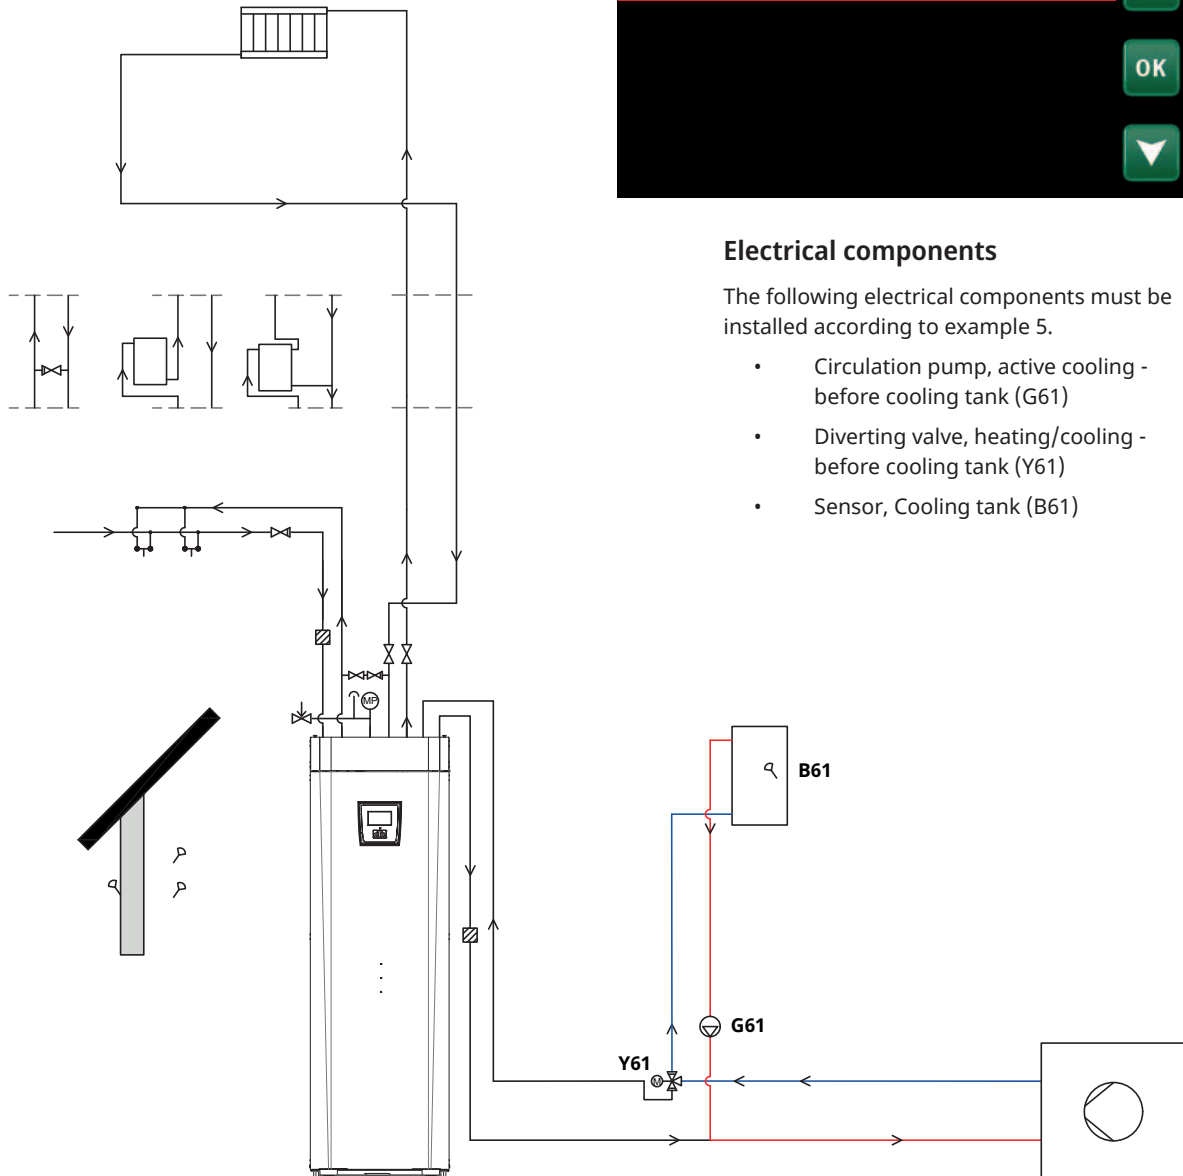 OK
Electrical components
The following electrical components must be
installed according to example 5.
• Circulation pump, active cooling -
before cooling tank (G61)
• Diverting valve, heating/cooling -
before cooling tank (Y61)
• Sensor, Cooling tank (B61)
MP
B61
G61
Y61
M